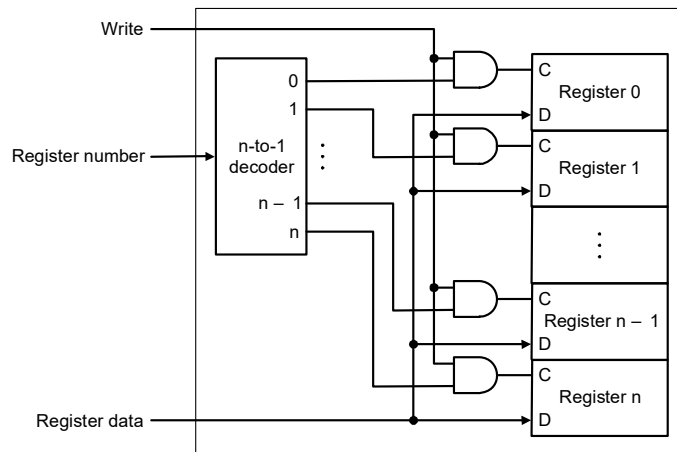 Write
0
1
n-to-1
decoder
n – 1
n
Register number
Register data
C
Register 0
D
C
Register 1
D
C
Register n – 1
D
C
Register n
D